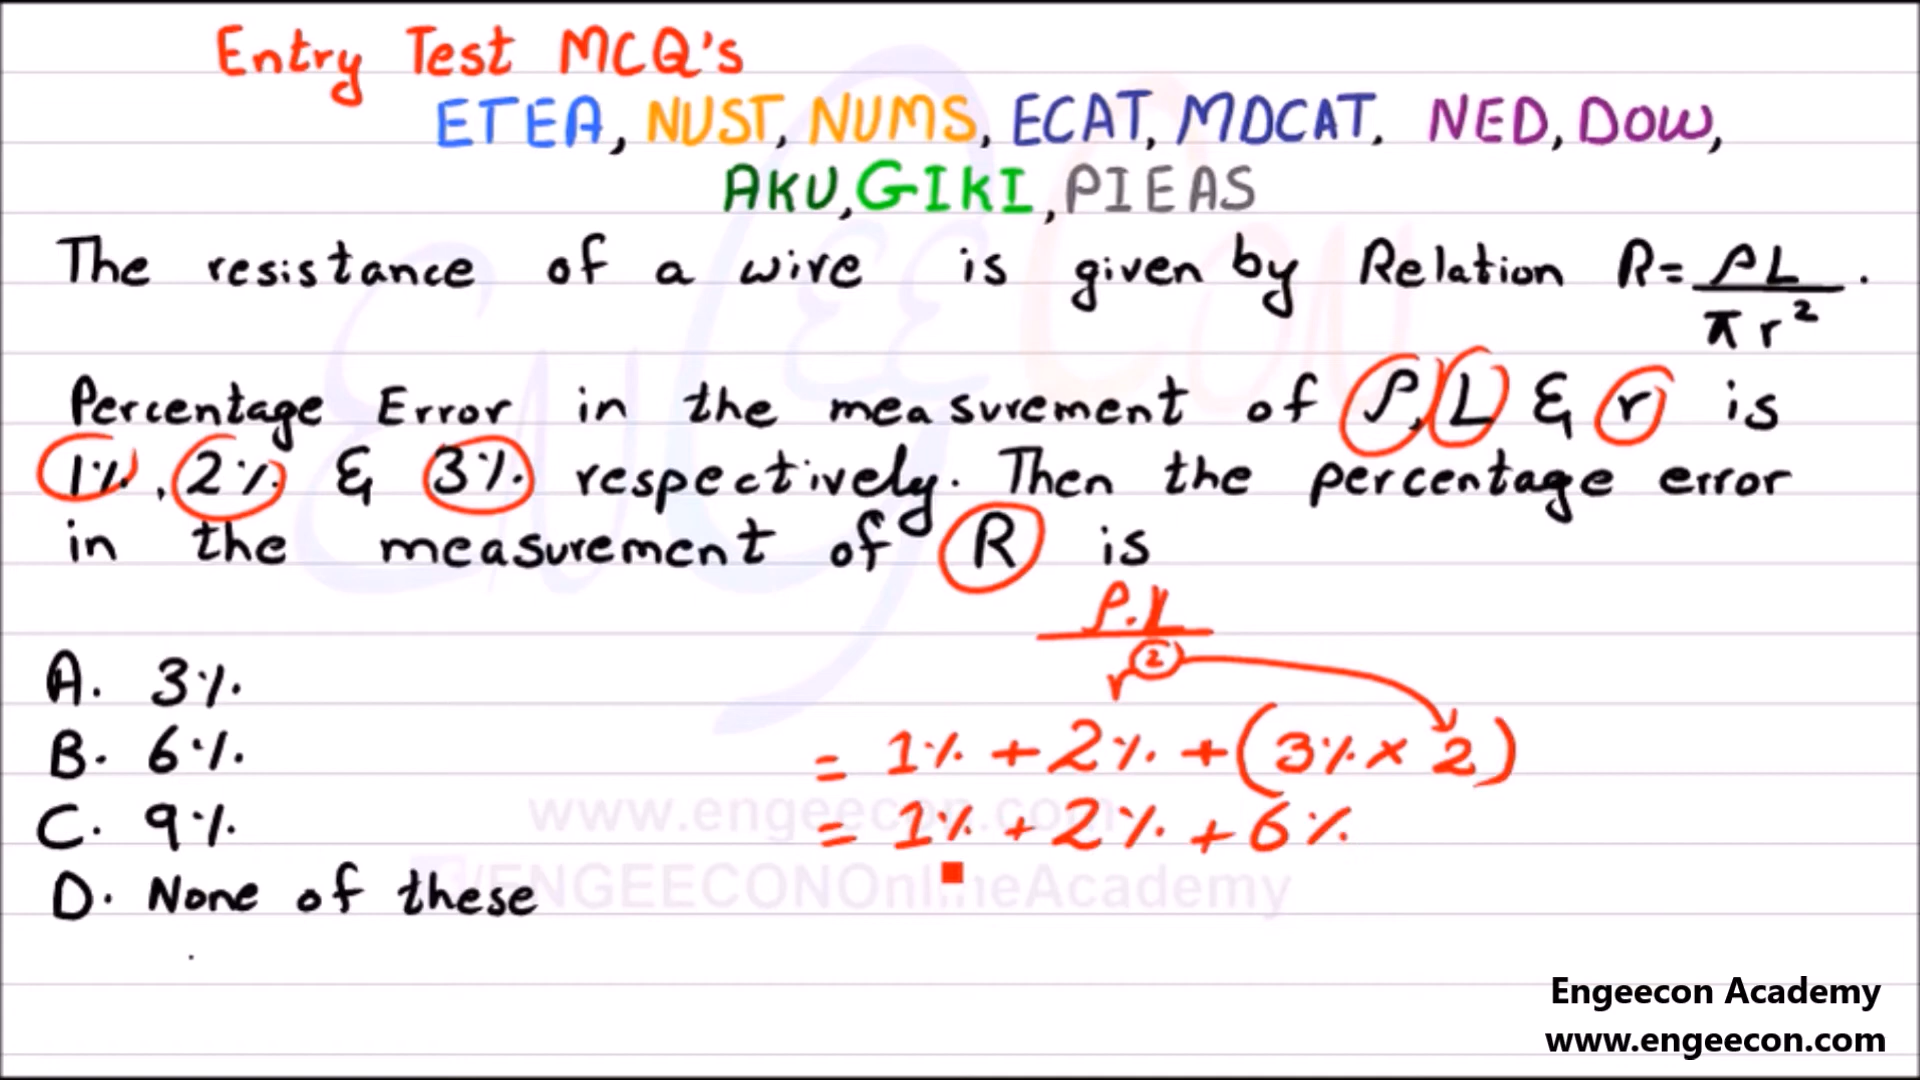 Entry Test MCQ's
ETEA, NUST, NUMS, ECAT, MDCAT. NED, DOW,
AKU, GIKI, PIEAS
The resistance of a wire is given by Relation R = ρL / πr² .
Percentage Error in the measurement of ρ, L & r is
1%, 2% & 3% respectively. Then the percentage error
in the measurement of R is
ρ.L
r²
A. 3%.
B. 6%.
C. 9%.
D. None of these
= 1% + 2% + (3% × 2)
= 1% + 2% + 6%
www.engeecon.com
/ENGEECONOnlineAcademy
EnGEECon
Engeecon Academy
www.engeecon.com